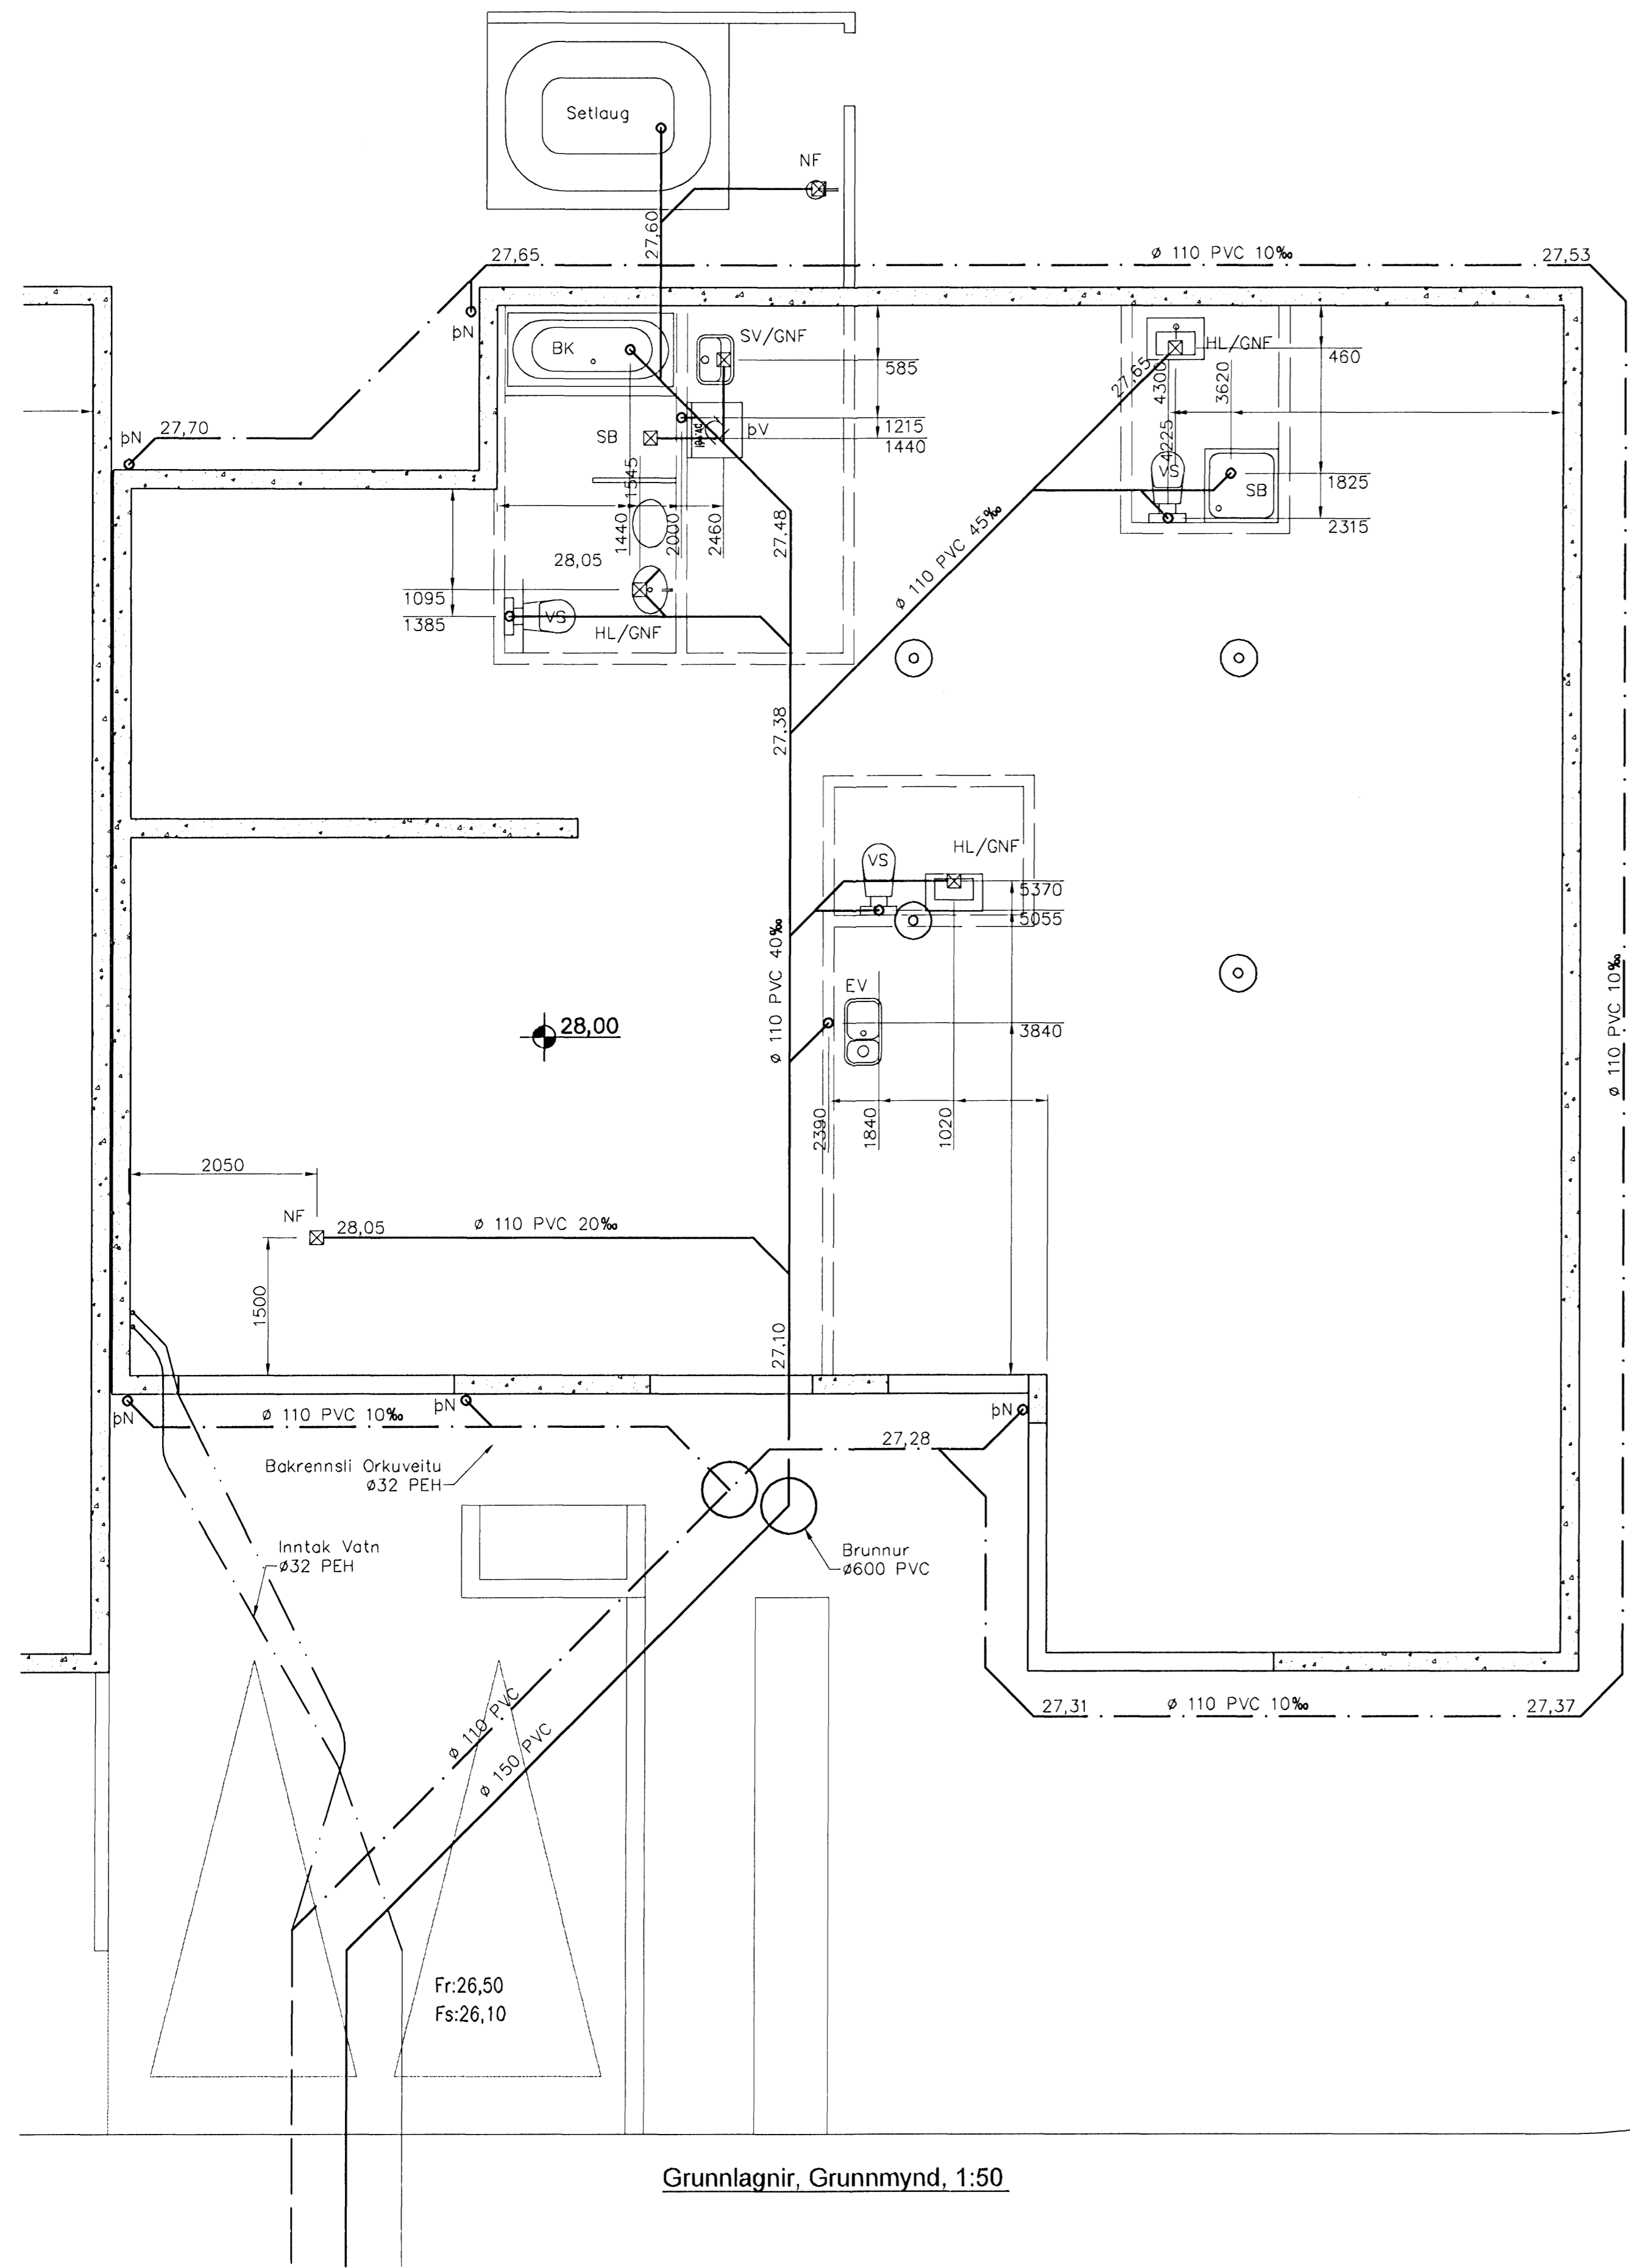 Setlaug
NF
27,60
27,65
Ø 110 PVC 10‰
27,53
þN
BK
SV/GNF
585
HL/GNF
460
27,65
4300
3620
27,70
þN
SB
þV
1215
1440
4225
VS
SB
1825
2315
1545
1440
2000
2460
27,48
28,05
Ø 110 PVC 45‰
1095
1385
VS
HL/GNF
27,38
HL/GNF
VS
5370
5055
Ø 110 PVC 40‰
EV
28,00
3840
Ø 110 PVC 10‰
2390
1840
1020
2050
NF
28,05
Ø 110 PVC 20‰
1500
27,10
þN
Ø 110 PVC 10‰
þN
þN
27,28
Bakrennsli Orkuveitu
Ø32 PEH
Inntak Vatn
Ø32 PEH
Brunnur
Ø600 PVC
Ø 110 PVC
Ø 150 PVC
27,31
Ø 110 PVC 10‰
27,37
Fr:26,50
Fs:26,10
Grunnlagnir, Grunnmynd, 1:50